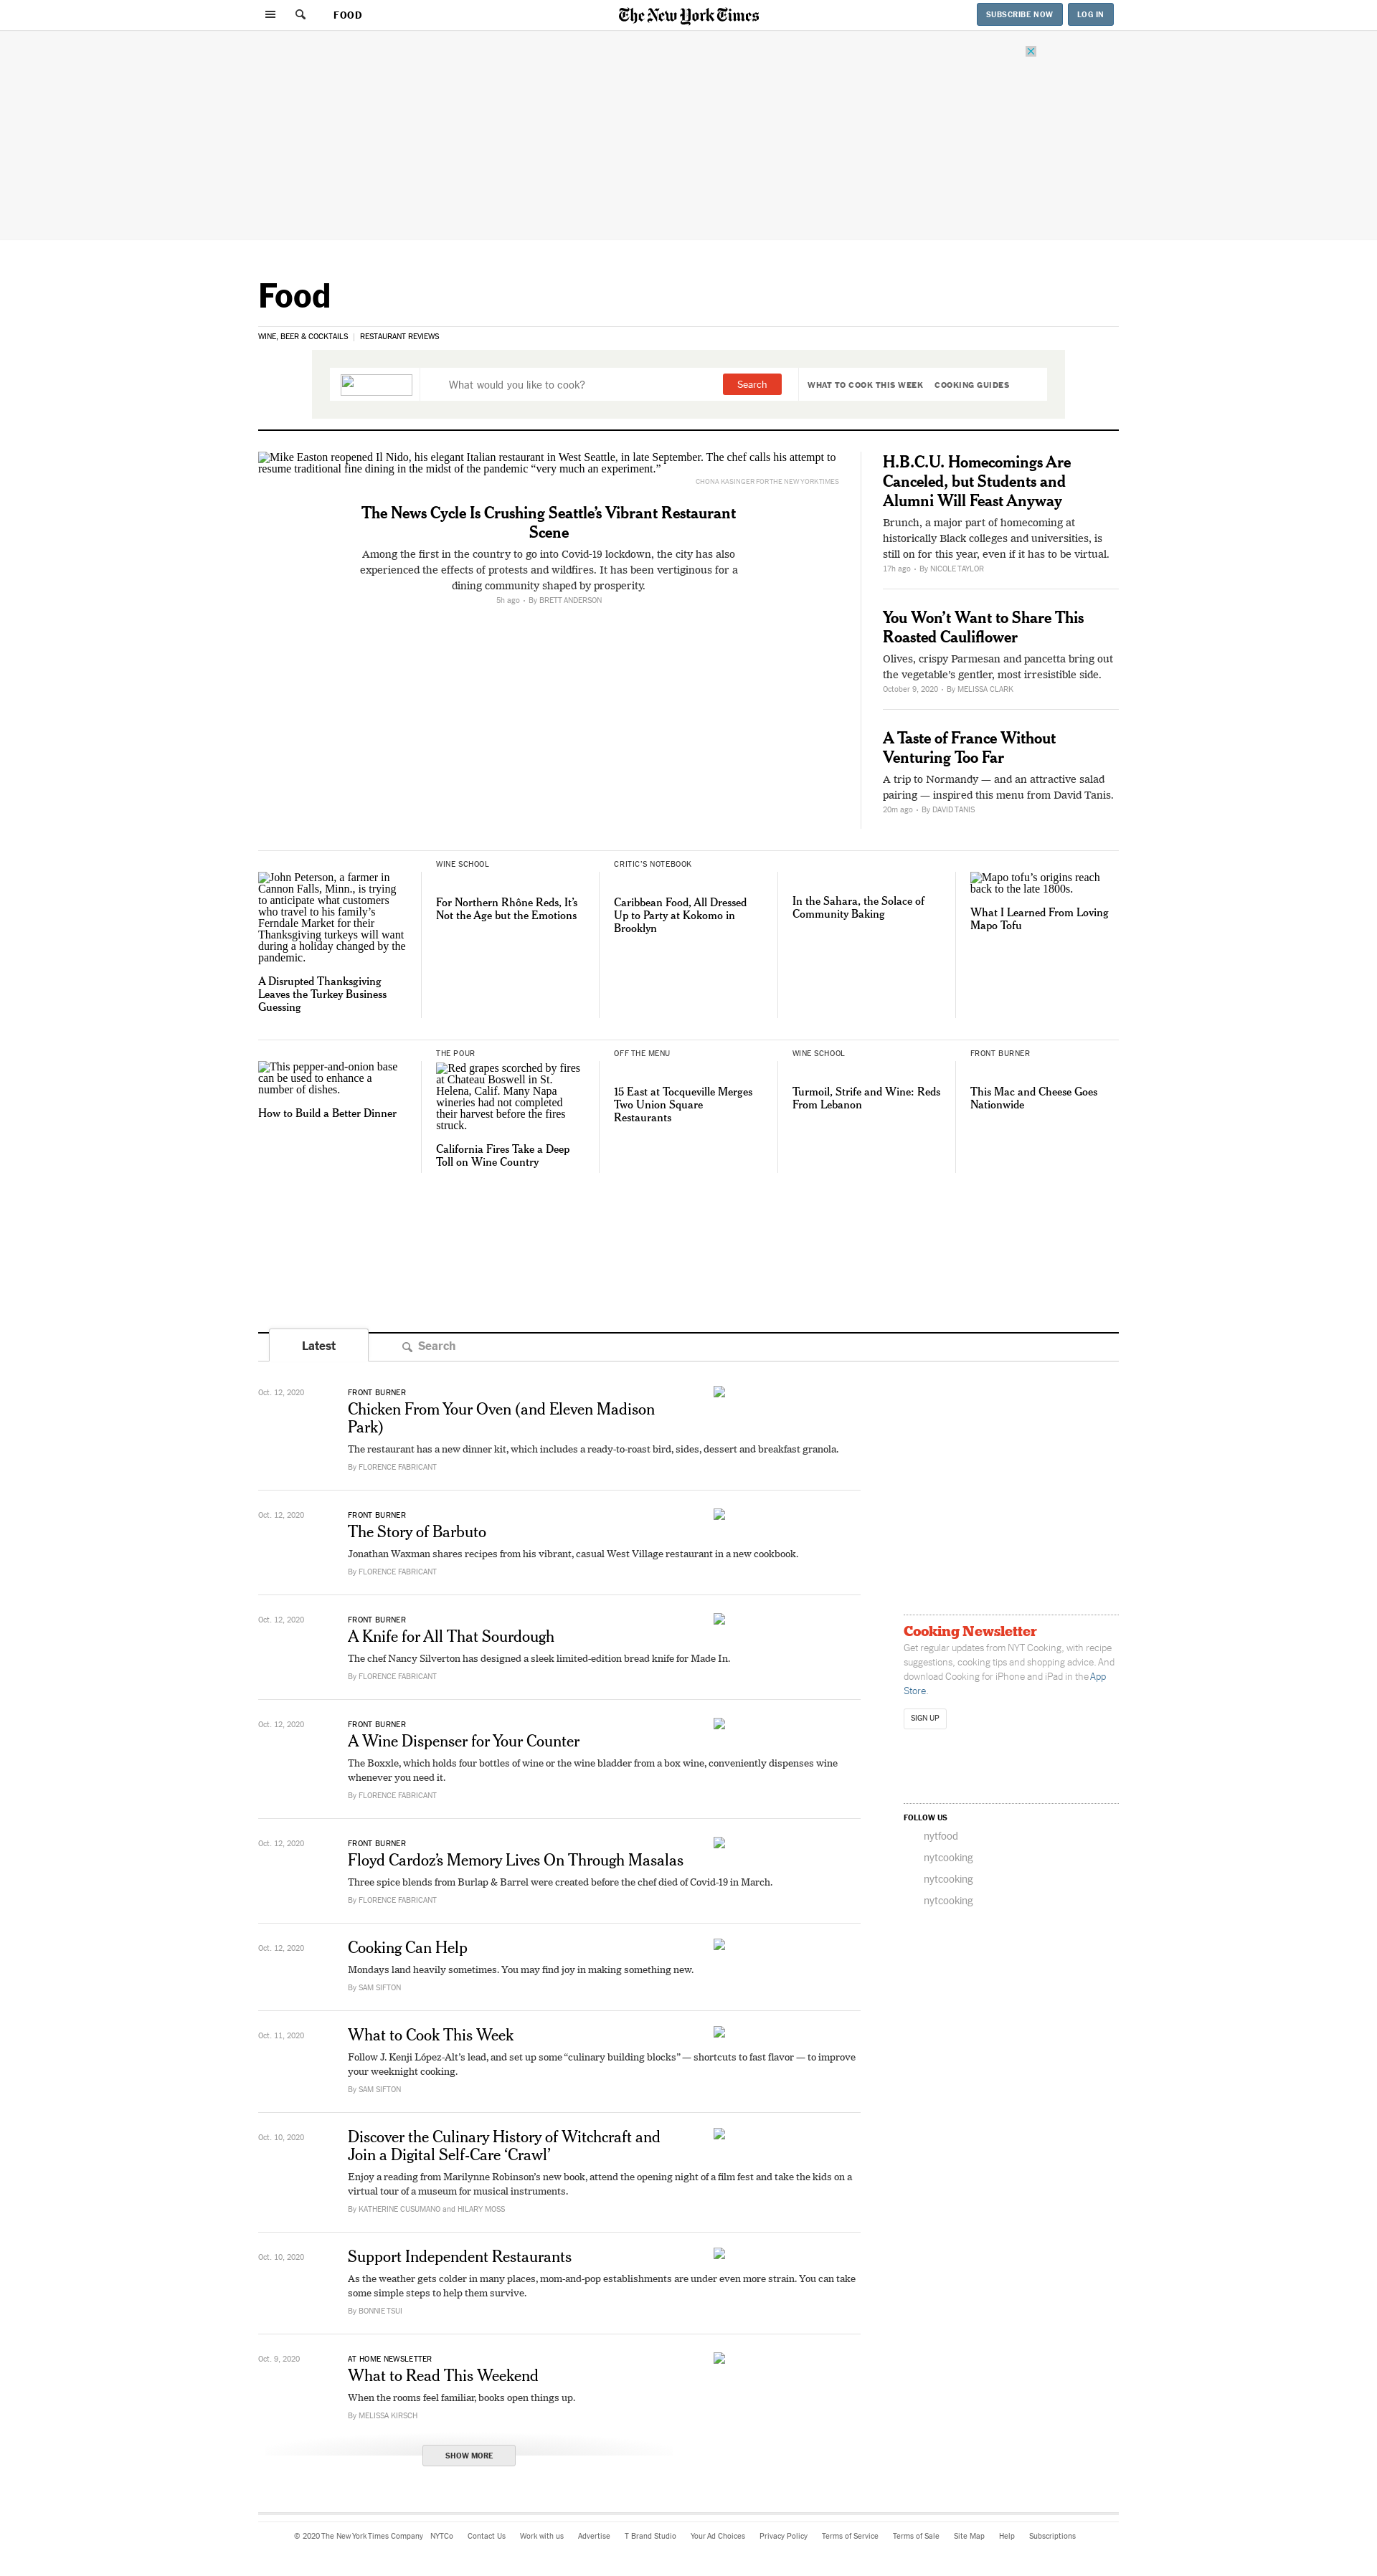 FOOD
The New York Times
SUBSCRIBE NOW
LOG IN
Food
WINE, BEER & COCKTAILS | RESTAURANT REVIEWS
What would you like to cook?
Search
WHAT TO COOK THIS WEEK
COOKING GUIDES
Mike Easton reopened Il Nido, his elegant Italian restaurant in West Seattle, in late September. The chef calls his attempt to
resume traditional fine dining in the midst of the pandemic “very much an experiment.”
CHONA KASINGER FOR THE NEW YORK TIMES
The News Cycle Is Crushing Seattle’s Vibrant Restaurant
Scene
Among the first in the country to go into Covid-19 lockdown, the city has also
experienced the effects of protests and wildfires. It has been vertiginous for a
dining community shaped by prosperity.
5h ago • By BRETT ANDERSON
H.B.C.U. Homecomings Are
Canceled, but Students and
Alumni Will Feast Anyway
Brunch, a major part of homecoming at
historically Black colleges and universities, is
still on for this year, even if it has to be virtual.
17h ago • By NICOLE TAYLOR
You Won’t Want to Share This
Roasted Cauliflower
Olives, crispy Parmesan and pancetta bring out
the vegetable’s gentler, most irresistible side.
October 9, 2020 • By MELISSA CLARK
A Taste of France Without
Venturing Too Far
A trip to Normandy — and an attractive salad
pairing — inspired this menu from David Tanis.
20m ago • By DAVID TANIS
John Peterson, a farmer in
Cannon Falls, Minn., is trying
to anticipate what customers
who travel to his family’s
Ferndale Market for their
Thanksgiving turkeys will want
during a holiday changed by the
pandemic.
A Disrupted Thanksgiving
Leaves the Turkey Business
Guessing
WINE SCHOOL
For Northern Rhône Reds, It’s
Not the Age but the Emotions
CRITIC’S NOTEBOOK
Caribbean Food, All Dressed
Up to Party at Kokomo in
Brooklyn
In the Sahara, the Solace of
Community Baking
Mapo tofu’s origins reach
back to the late 1800s.
What I Learned From Loving
Mapo Tofu
This pepper-and-onion base
can be used to enhance a
number of dishes.
How to Build a Better Dinner
THE POUR
Red grapes scorched by fires
at Chateau Boswell in St.
Helena, Calif. Many Napa
wineries had not completed
their harvest before the fires
struck.
California Fires Take a Deep
Toll on Wine Country
OFF THE MENU
15 East at Tocqueville Merges
Two Union Square
Restaurants
WINE SCHOOL
Turmoil, Strife and Wine: Reds
From Lebanon
FRONT BURNER
This Mac and Cheese Goes
Nationwide
Latest
Search
Oct. 12, 2020
FRONT BURNER
Chicken From Your Oven (and Eleven Madison
Park)
The restaurant has a new dinner kit, which includes a ready-to-roast bird, sides, dessert and breakfast granola.
By FLORENCE FABRICANT
Oct. 12, 2020
FRONT BURNER
The Story of Barbuto
Jonathan Waxman shares recipes from his vibrant, casual West Village restaurant in a new cookbook.
By FLORENCE FABRICANT
Oct. 12, 2020
FRONT BURNER
A Knife for All That Sourdough
The chef Nancy Silverton has designed a sleek limited-edition bread knife for Made In.
By FLORENCE FABRICANT
Oct. 12, 2020
FRONT BURNER
A Wine Dispenser for Your Counter
The Boxxle, which holds four bottles of wine or the wine bladder from a box wine, conveniently dispenses wine
whenever you need it.
By FLORENCE FABRICANT
Oct. 12, 2020
FRONT BURNER
Floyd Cardoz’s Memory Lives On Through Masalas
Three spice blends from Burlap & Barrel were created before the chef died of Covid-19 in March.
By FLORENCE FABRICANT
Oct. 12, 2020
Cooking Can Help
Mondays land heavily sometimes. You may find joy in making something new.
By SAM SIFTON
Oct. 11, 2020
What to Cook This Week
Follow J. Kenji López-Alt’s lead, and set up some “culinary building blocks” — shortcuts to fast flavor — to improve
your weeknight cooking.
By SAM SIFTON
Oct. 10, 2020
Discover the Culinary History of Witchcraft and
Join a Digital Self-Care ‘Crawl’
Enjoy a reading from Marilynne Robinson’s new book, attend the opening night of a film fest and take the kids on a
virtual tour of a museum for musical instruments.
By KATHERINE CUSUMANO and HILARY MOSS
Oct. 10, 2020
Support Independent Restaurants
As the weather gets colder in many places, mom-and-pop establishments are under even more strain. You can take
some simple steps to help them survive.
By BONNIE TSUI
Oct. 9, 2020
AT HOME NEWSLETTER
What to Read This Weekend
When the rooms feel familiar, books open things up.
By MELISSA KIRSCH
SHOW MORE
Cooking Newsletter
Get regular updates from NYT Cooking, with recipe
suggestions, cooking tips and shopping advice. And
download Cooking for iPhone and iPad in the App
Store.
SIGN UP
FOLLOW US
nytfood
nytcooking
nytcooking
nytcooking
© 2020 The New York Times Company NYTCo Contact Us Work with us Advertise T Brand Studio Your Ad Choices Privacy Policy Terms of Service Terms of Sale Site Map Help Subscriptions